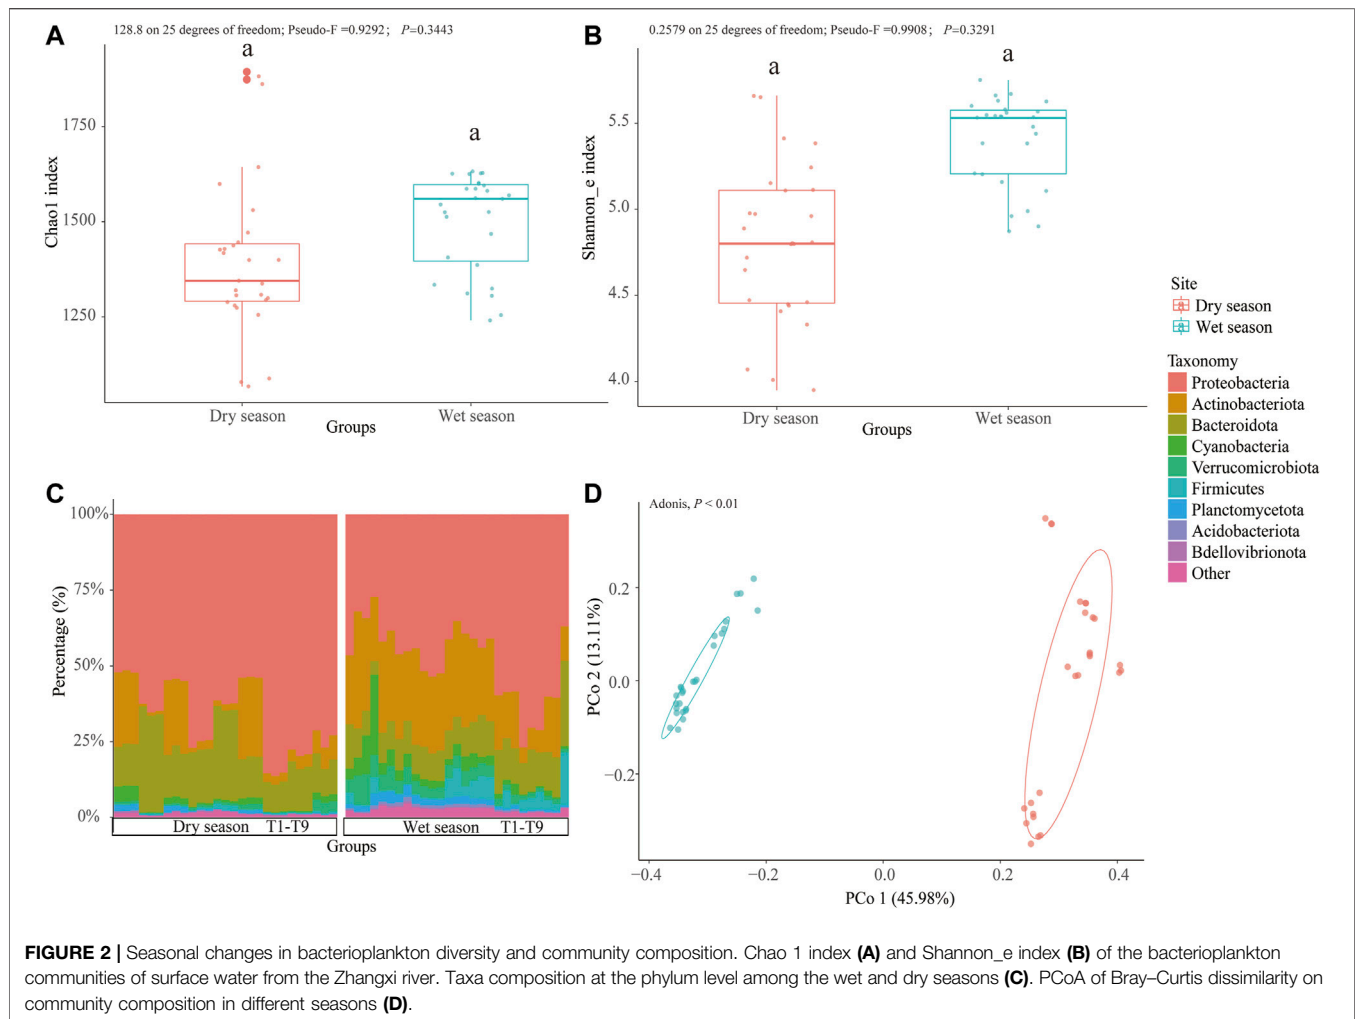 A
128.8 on 25 degrees of freedom; Pseudo-F =0.9292 ; P=0.3443
a
a
1750
1500
1250
Chao1 index
Dry season
Wet season
Groups
B
0.2579 on 25 degrees of freedom; Pseudo-F =0.9908 ; P=0.3291
a
a
5.5
5.0
4.5
4.0
Shannon_e index
Dry season
Wet season
Groups
Site
Dry season
Wet season
Taxonomy
Proteobacteria
Actinobacteriota
Bacteroidota
Cyanobacteria
Verrucomicrobiota
Firmicutes
Planctomycetota
Acidobacteriota
Bdellovibrionota
Other
C
100%
75%
50%
25%
0%
Percentage (%)
Dry season T1-T9
Wet season T1-T9
Groups
D
Adonis, P < 0.01
0.2
0.0
−0.2
PCo 2 (13.11%)
−0.4
−0.2
0.0
0.2
0.4
PCo 1 (45.98%)
FIGURE 2 | Seasonal changes in bacterioplankton diversity and community composition. Chao 1 index (A) and Shannon_e index (B) of the bacterioplankton
communities of surface water from the Zhangxi river. Taxa composition at the phylum level among the wet and dry seasons (C). PCoA of Bray–Curtis dissimilarity on
community composition in different seasons (D).